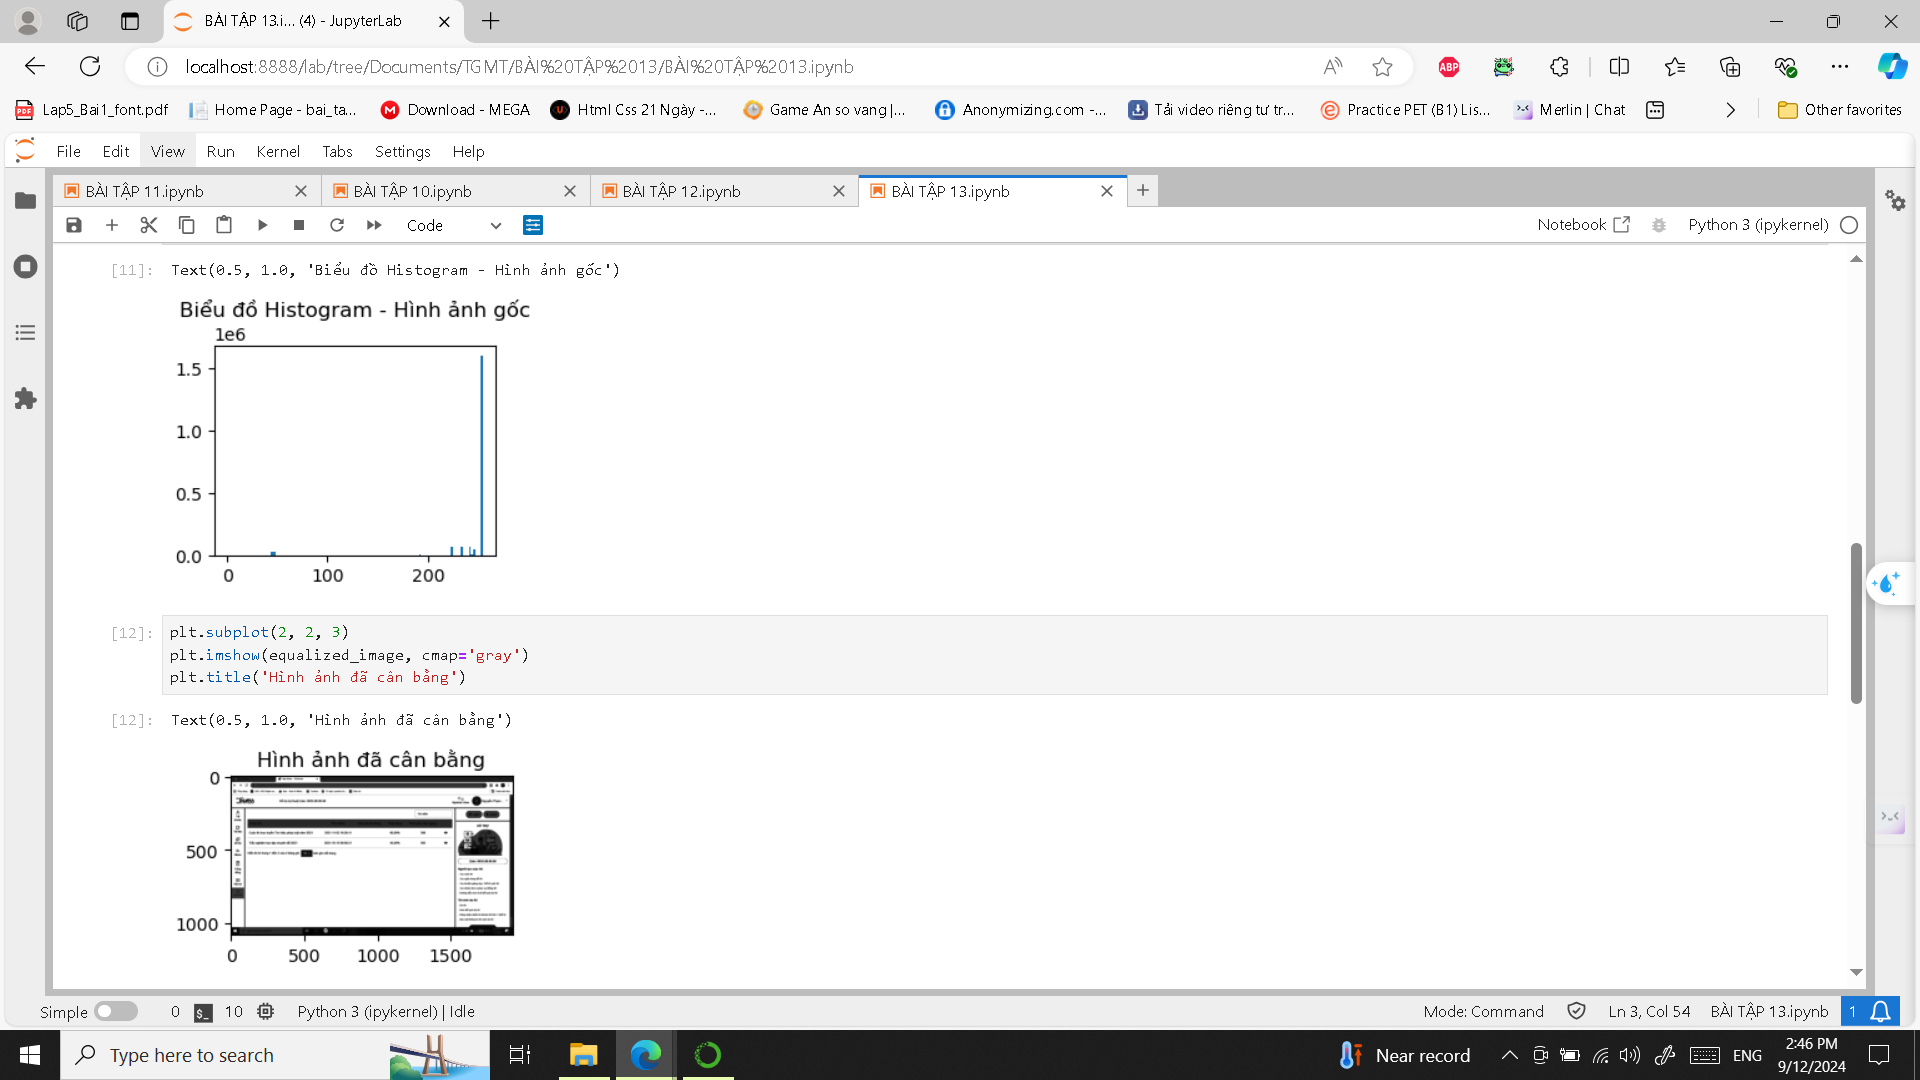 BÀI TẬP 13.i... (4) - JupyterLab
localhost:8888/lab/tree/Documents/TGMT/BÀI%20TẬP%2013/BÀI%20TẬP%2013.ipynb
ABP
Lap5_Bai1_font.pdf Home Page - bai_ta... Download - MEGA Html Css 21 Ngày -... Game An so vang |... Anonymizing.com -... Tải video riêng tư tr... Practice PET (B1) Lis... Merlin | Chat Other favorites
File Edit View Run Kernel Tabs Settings Help
BÀI TẬP 11.ipynb BÀI TẬP 10.ipynb BÀI TẬP 12.ipynb BÀI TẬP 13.ipynb
Code Notebook Python 3 (ipykernel)
[11]: Text(0.5, 1.0, 'Biểu đồ Histogram - Hình ảnh gốc')
Biểu đồ Histogram - Hình ảnh gốc
1e6
1.5
1.0
0.5
0.0
0 100 200
[12]: plt.subplot(2, 2, 3)
plt.imshow(equalized_image, cmap='gray')
plt.title('Hình ảnh đã cân bằng')
[12]: Text(0.5, 1.0, 'Hình ảnh đã cân bằng')
Hình ảnh đã cân bằng
0
500
1000
0 500 1000 1500
Simple 0 $_ 10 Python 3 (ipykernel) | Idle Mode: Command Ln 3, Col 54 BÀI TẬP 13.ipynb 1
Type here to search Near record ENG 2:46 PM
9/12/2024